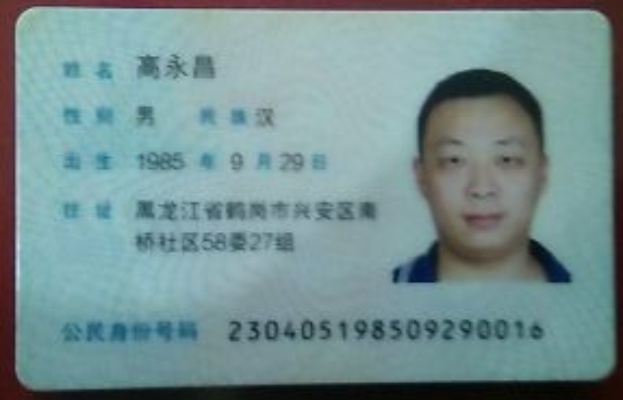 姓名 高永昌
性别 男 民族 汉
出生 1985 年 9 月 29 日
住址 黑龙江省鹤岗市兴安区南
桥社区58委27组
公民身份号码 230405198509290016